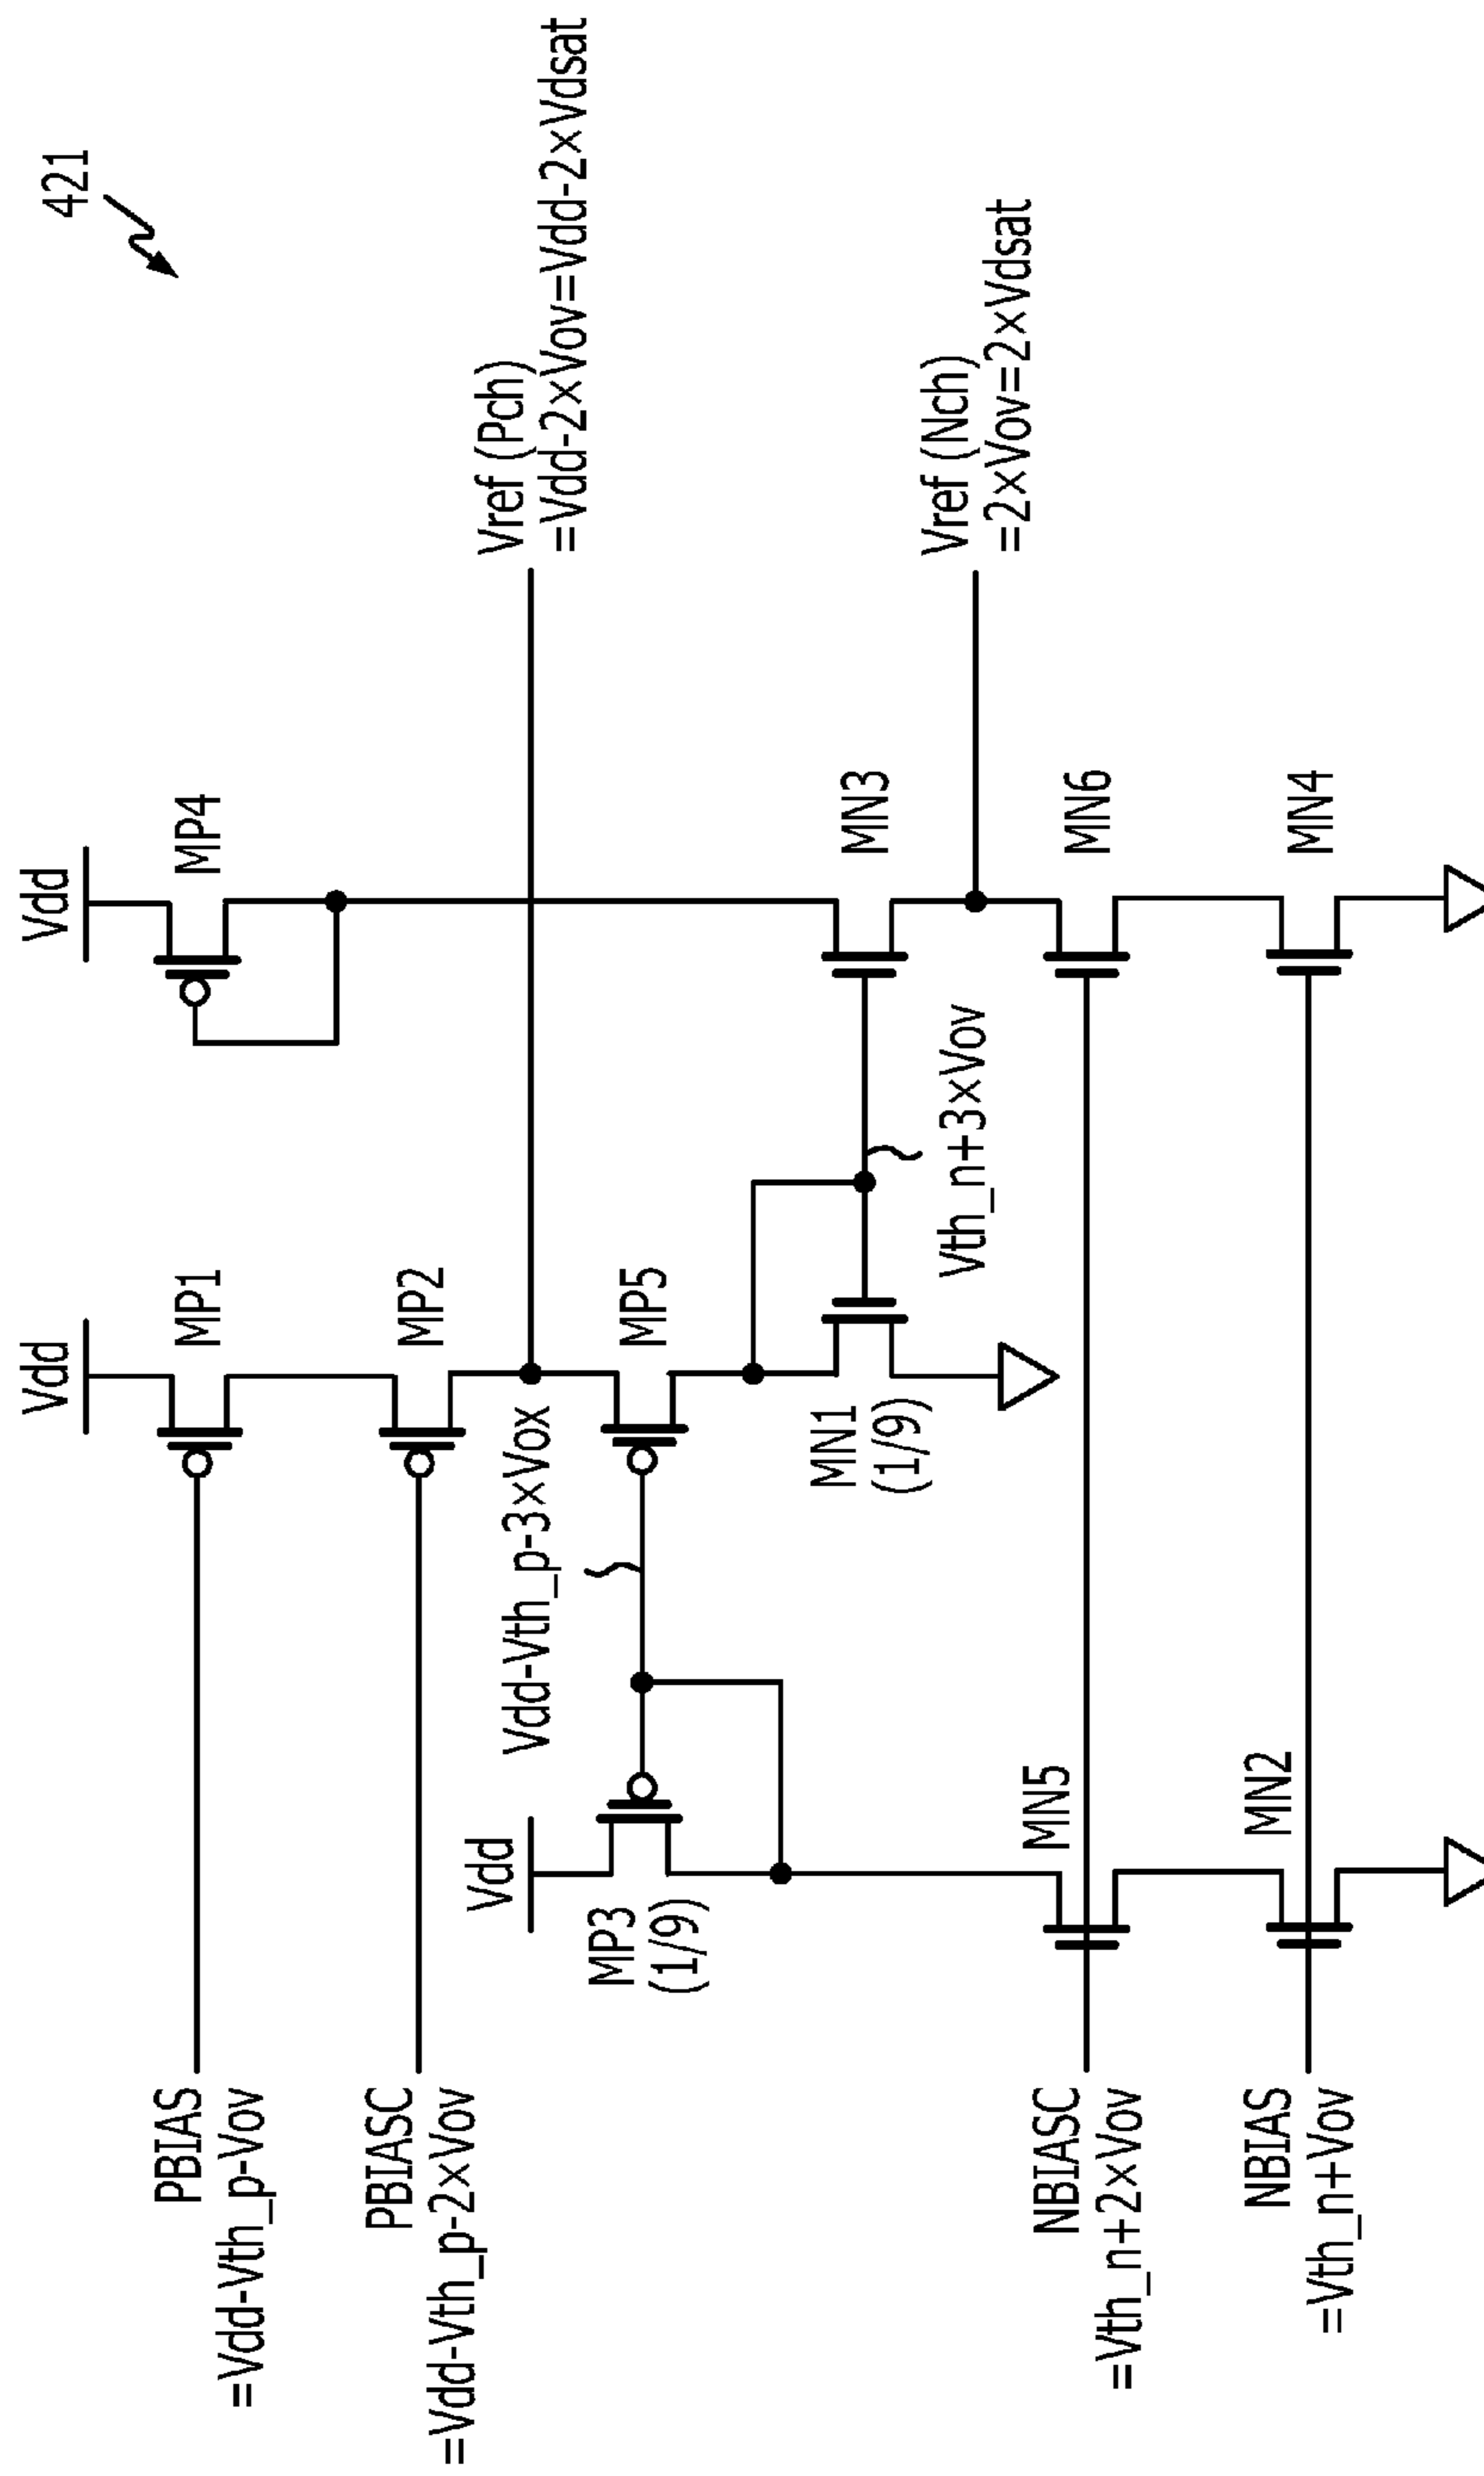 421
Vdd
Vdd
MP4
MP1
PBIAS
=Vdd-Vth_p-Vov
MP2
PBIASC
=Vdd-Vth_p-2×Vov
Vref (Pch)
=Vdd-2×Vov=Vdd-2×Vdsat
Vdd-Vth_p-3×Vox
Vdd
MP5
MP3
(1/9)
MN3
MN1
(1/9)
Vth_n+3×Vov
Vref (Nch)
=2×Vov=2×Vdsat
MN6
MN5
NBIASC
=Vth_n+2×Vov
MN4
MN2
NBIAS
=Vth_n+Vov